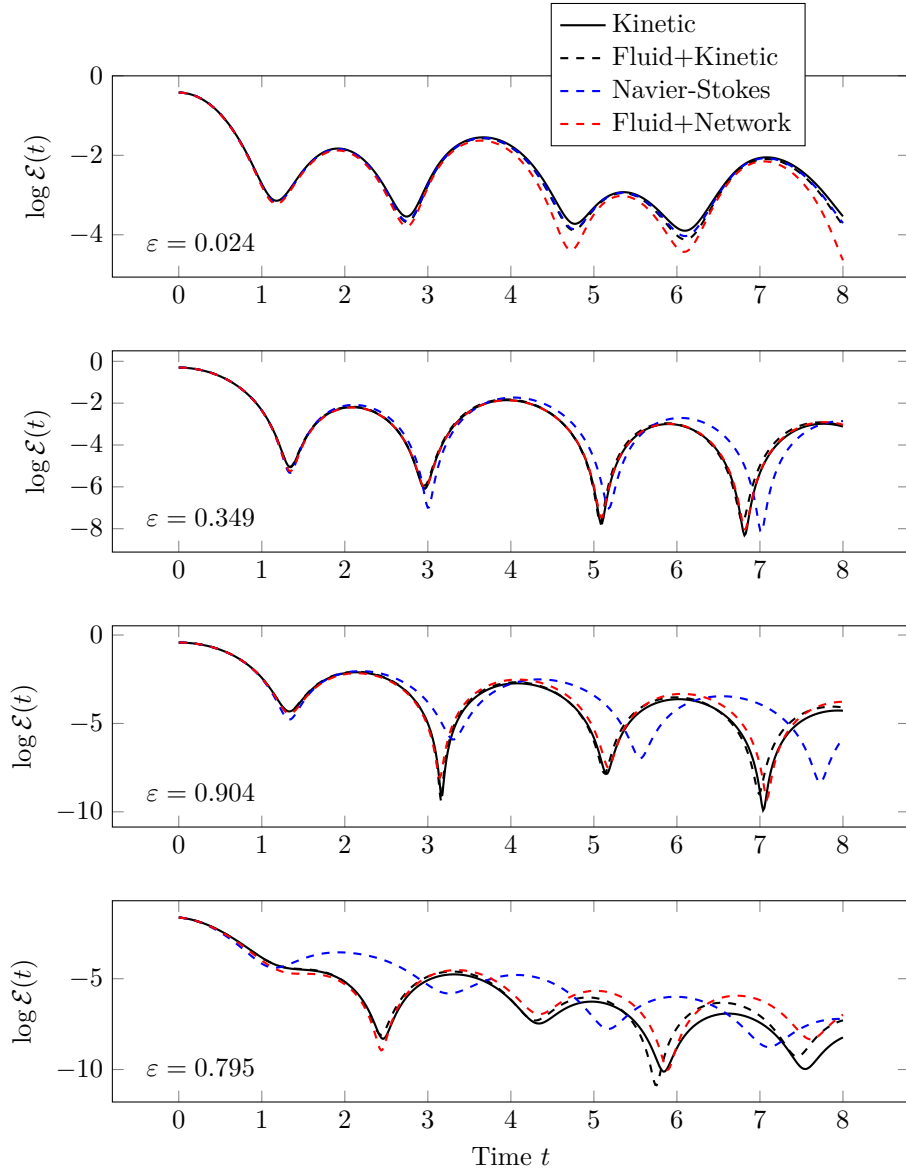 Kinetic
Fluid+Kinetic
Navier-Stokes
Fluid+Network
0
−2
−4
log ℰ(t)
ε = 0.024
0 1 2 3 4 5 6 7 8
0
−2
−4
−6
−8
log ℰ(t)
ε = 0.349
0 1 2 3 4 5 6 7 8
0
−5
−10
log ℰ(t)
ε = 0.904
0 1 2 3 4 5 6 7 8
−5
−10
log ℰ(t)
ε = 0.795
0 1 2 3 4 5 6 7 8
Time t